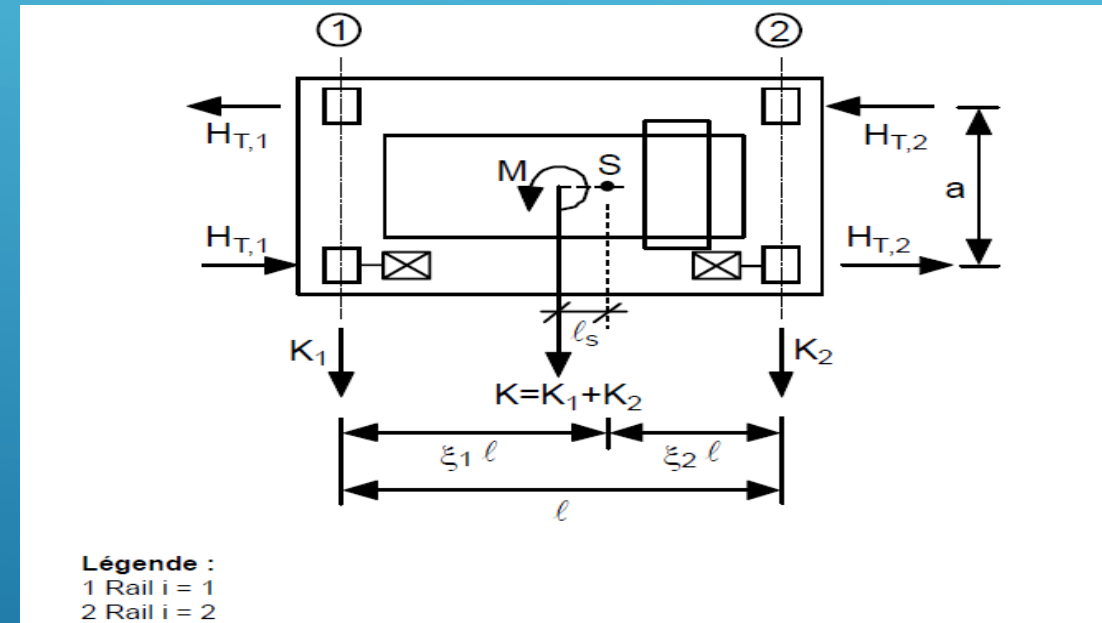 1 2
H_T,1 H_T,2
M S
a
H_T,1 H_T,2
ℓ_s
K_1 K_2
K=K_1+K_2
ξ_1 ℓ ξ_2 ℓ
ℓ
Légende :
1 Rail i = 1
2 Rail i = 2